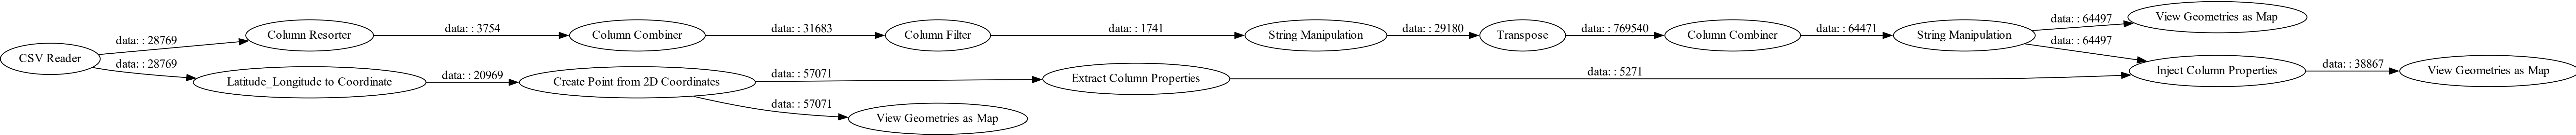 CSV Reader
data: : 28769
data: : 28769
Column Resorter
data: : 3754
Column Combiner
data: : 31683
Column Filter
data: : 1741
String Manipulation
data: : 29180
Transpose
data: : 769540
Column Combiner
data: : 64471
String Manipulation
data: : 64497
View Geometries as Map
data: : 64497
Latitude_Longitude to Coordinate
data: : 20969
Create Point from 2D Coordinates
data: : 57071
Extract Column Properties
data: : 5271
Inject Column Properties
data: : 38867
View Geometries as Map
data: : 57071
View Geometries as Map